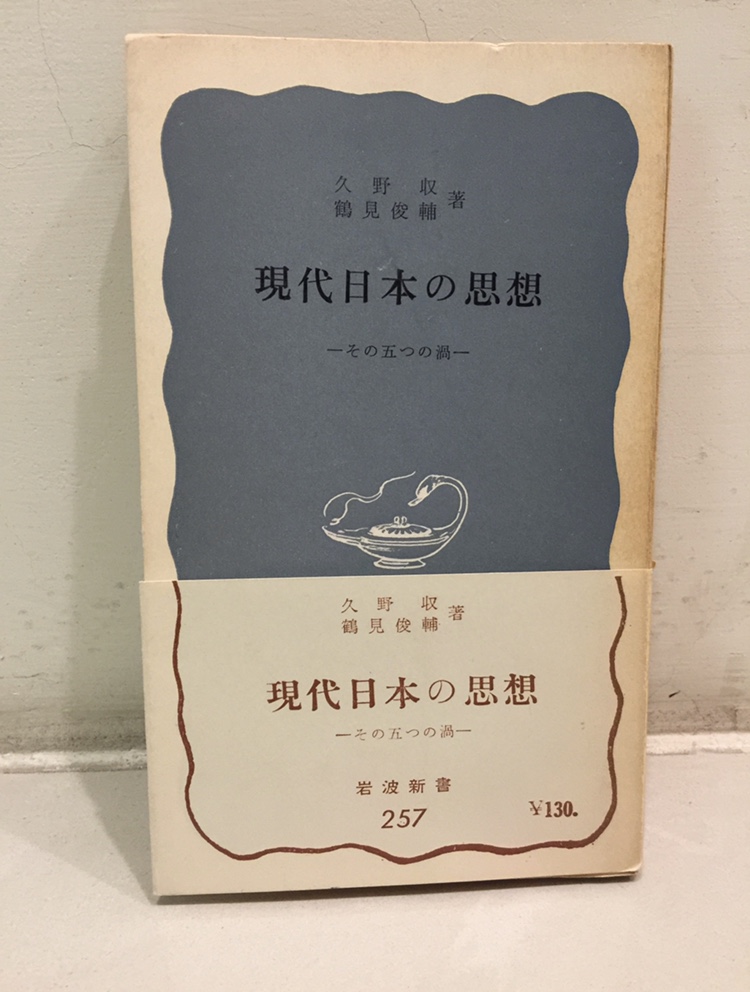 久野 収
鶴見俊輔 著
現代日本の思想
—その五つの渦—
久野 収
鶴見俊輔 著
現代日本の思想
—その五つの渦—
岩波新書
257
¥130.